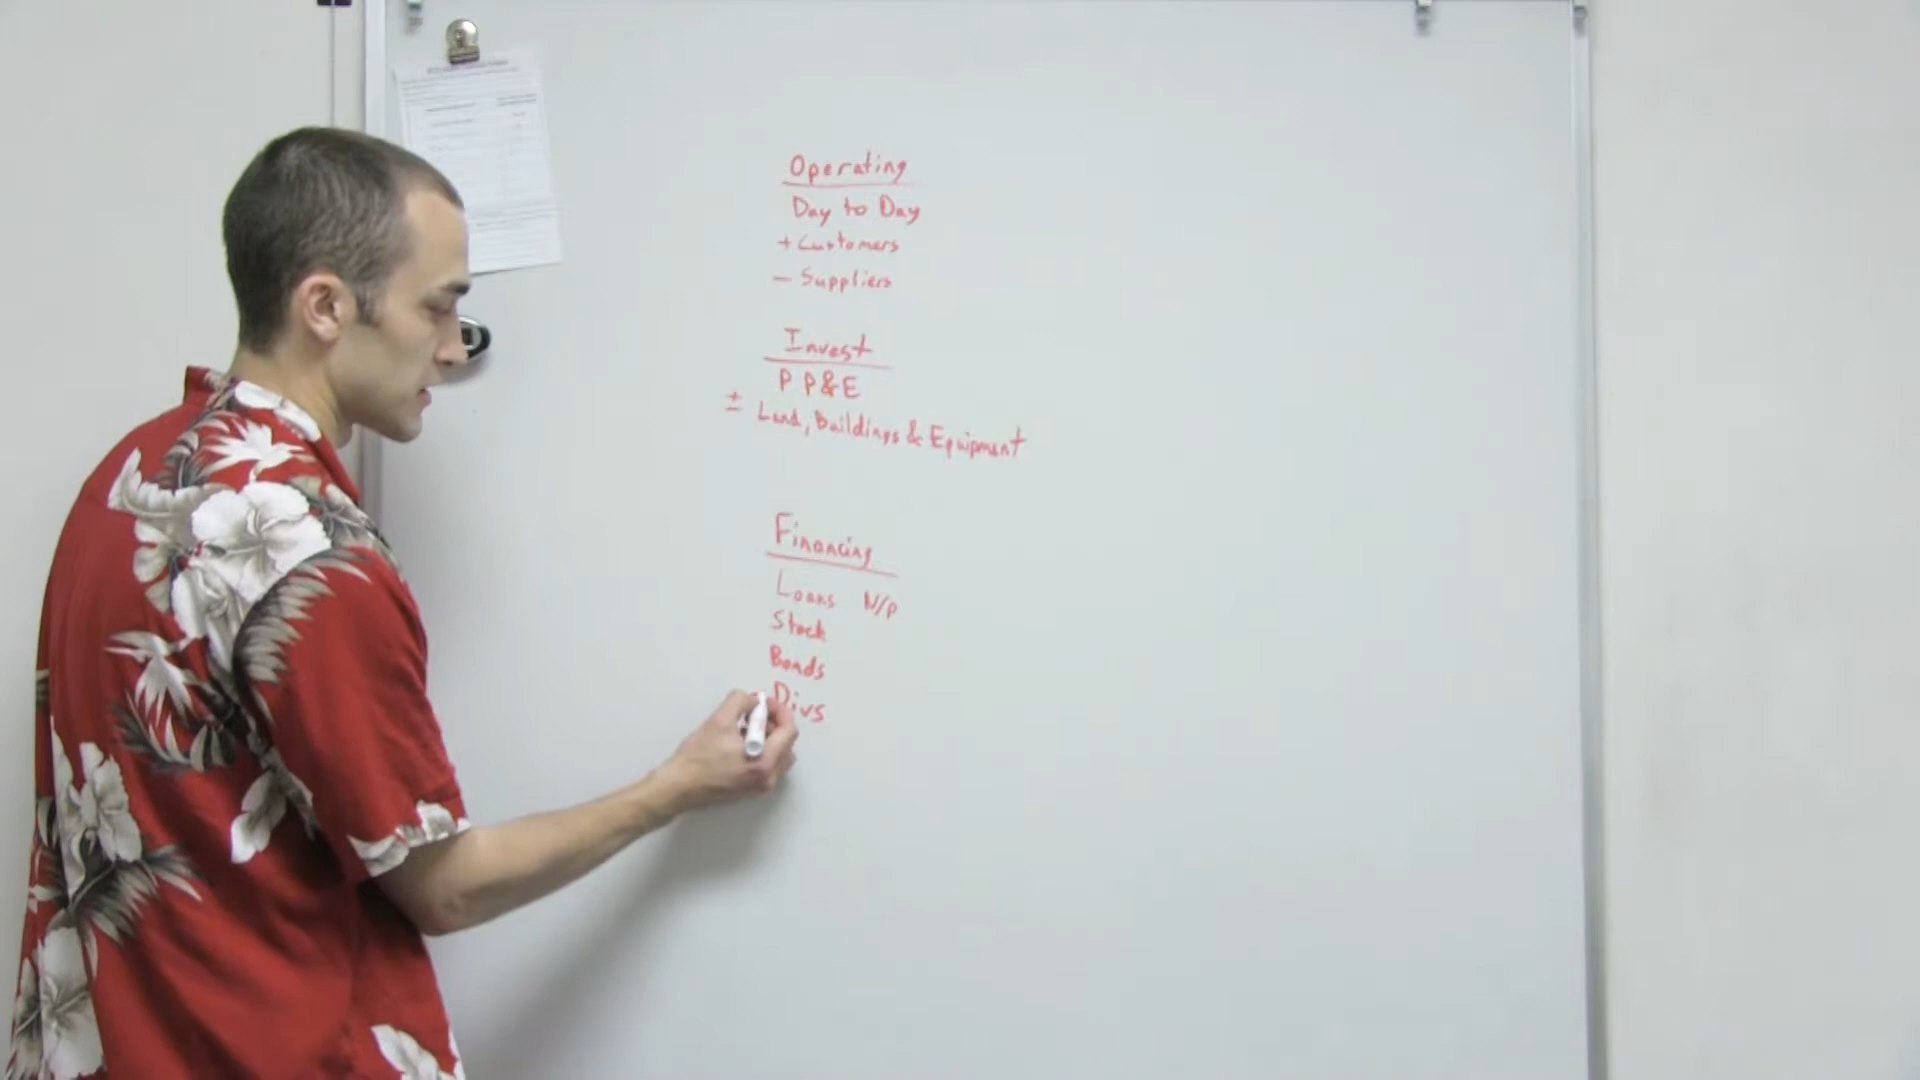 Operating
Day to Day
+ Customers
− Suppliers
Invest
P P&E
± Land, Buildings & Equipment
Financing
Loans N/P
Stock
Bonds
Divs